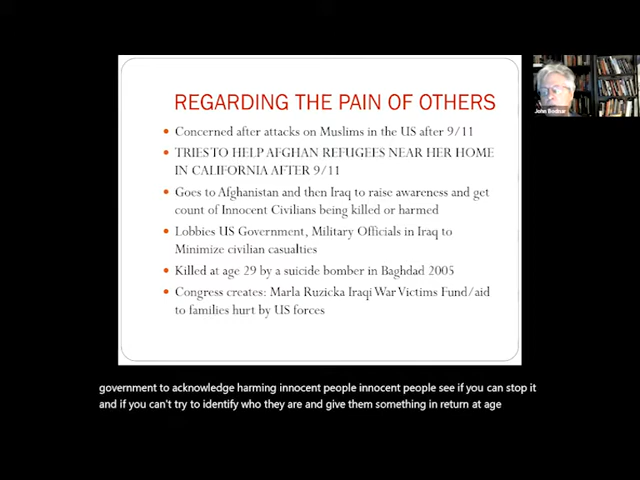 REGARDING THE PAIN OF OTHERS
• Concerned after attacks on Muslims in the US after 9/11
• TRIES TO HELP AFGHAN REFUGEES NEAR HER HOME
IN CALIFORNIA AFTER 9/11
• Goes to Afghanistan and then Iraq to raise awareness and get
count of Innocent Civilians being killed or harmed
• Lobbies US Government, Military Officials in Iraq to
Minimize civilian casualties
• Killed at age 29 by a suicide bomber in Baghdad 2005
• Congress creates: Marla Ruzicka Iraqi War Victims Fund/aid
to families hurt by US forces
John Bodnar
government to acknowledge harming innocent people innocent people see if you can stop it
and if you can't try to identify who they are and give them something in return at age